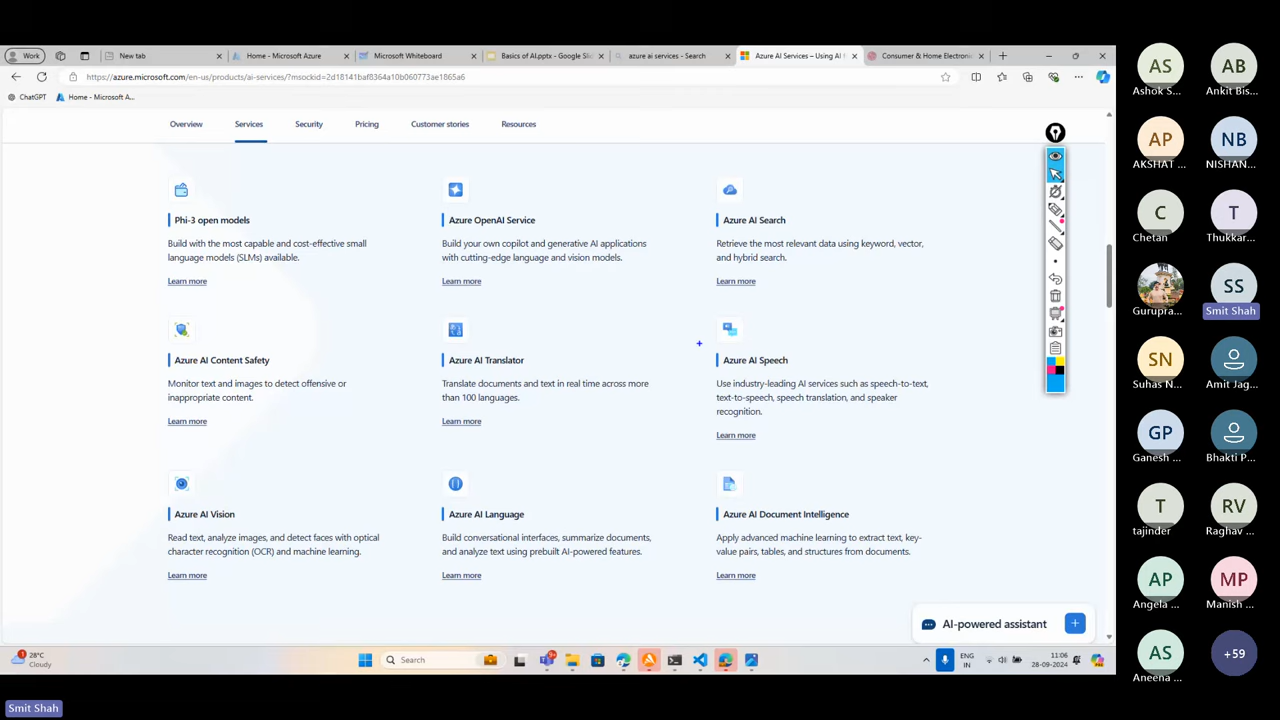 Work
New tab
Home - Microsoft Azure
Microsoft Whiteboard
Basics of AI.pptx - Google Slid
azure ai services - Search
Azure AI Services – Using AI f
Consumer & Home Electroni
https://azure.microsoft.com/en-us/products/ai-services/?msockid=2d18141baf8364a10b060773ae1865a6
ChatGPT
Home - Microsoft A...
Overview
Services
Security
Pricing
Customer stories
Resources
Phi-3 open models
Build with the most capable and cost-effective small
language models (SLMs) available.
Learn more
Azure OpenAI Service
Build your own copilot and generative AI applications
with cutting-edge language and vision models.
Learn more
Azure AI Search
Retrieve the most relevant data using keyword, vector,
and hybrid search.
Learn more
Azure AI Content Safety
Monitor text and images to detect offensive or
inappropriate content.
Learn more
Azure AI Translator
Translate documents and text in real time across more
than 100 languages.
Learn more
Azure AI Speech
Use industry-leading AI services such as speech-to-text,
text-to-speech, speech translation, and speaker
recognition.
Learn more
Azure AI Vision
Read text, analyze images, and detect faces with optical
character recognition (OCR) and machine learning.
Learn more
Azure AI Language
Build conversational interfaces, summarize documents,
and analyze text using prebuilt AI-powered features.
Learn more
Azure AI Document Intelligence
Apply advanced machine learning to extract text, key-
value pairs, tables, and structures from documents.
Learn more
AI-powered assistant
28°C
Cloudy
Search
ENG
IN
11:06
28-09-2024
AS
Ashok S...
AB
Ankit Bis...
AP
AKSHAT ...
NB
NISHAN...
C
Chetan
T
Thukkar...
Gurupra...
SS
Smit Shah
SN
Suhas N...
Amit Jag...
GP
Ganesh ...
Bhakti P...
T
tajinder
RV
Raghav ...
AP
Angela ...
MP
Manish ...
AS
Aneena ...
+59
Smit Shah